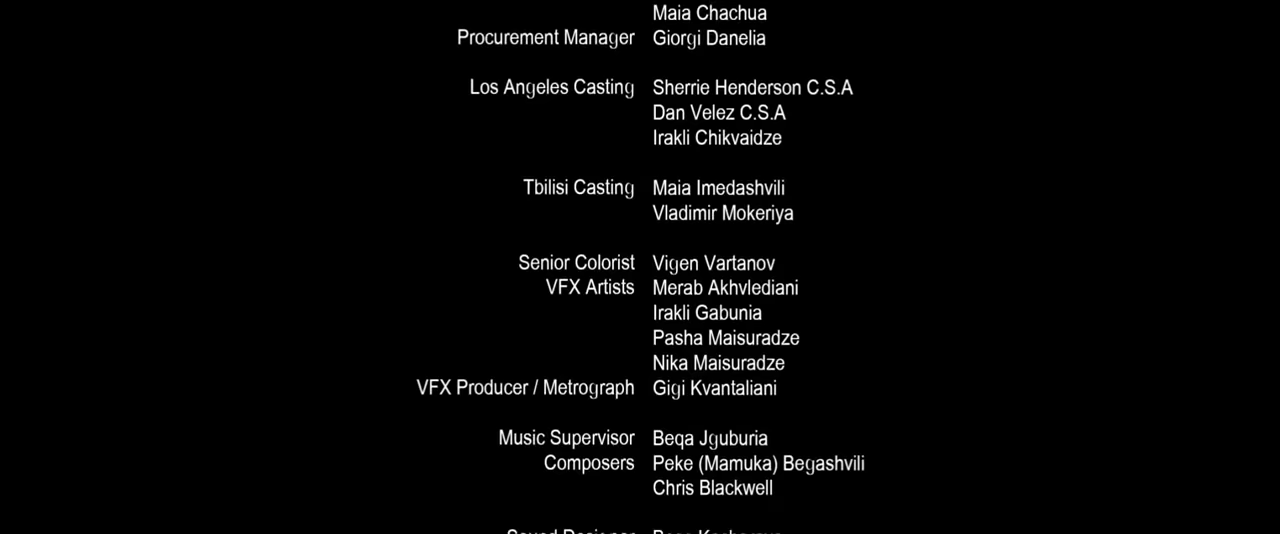 Maia Chachua
Procurement Manager Giorgi Danelia
Los Angeles Casting Sherrie Henderson C.S.A
Dan Velez C.S.A
Irakli Chikvaidze
Tbilisi Casting Maia Imedashvili
Vladimir Mokeriya
Senior Colorist Vigen Vartanov
VFX Artists Merab Akhvlediani
Irakli Gabunia
Pasha Maisuradze
Nika Maisuradze
VFX Producer / Metrograph Gigi Kvantaliani
Music Supervisor Beqa Jguburia
Composers Peke (Mamuka) Begashvili
Chris Blackwell